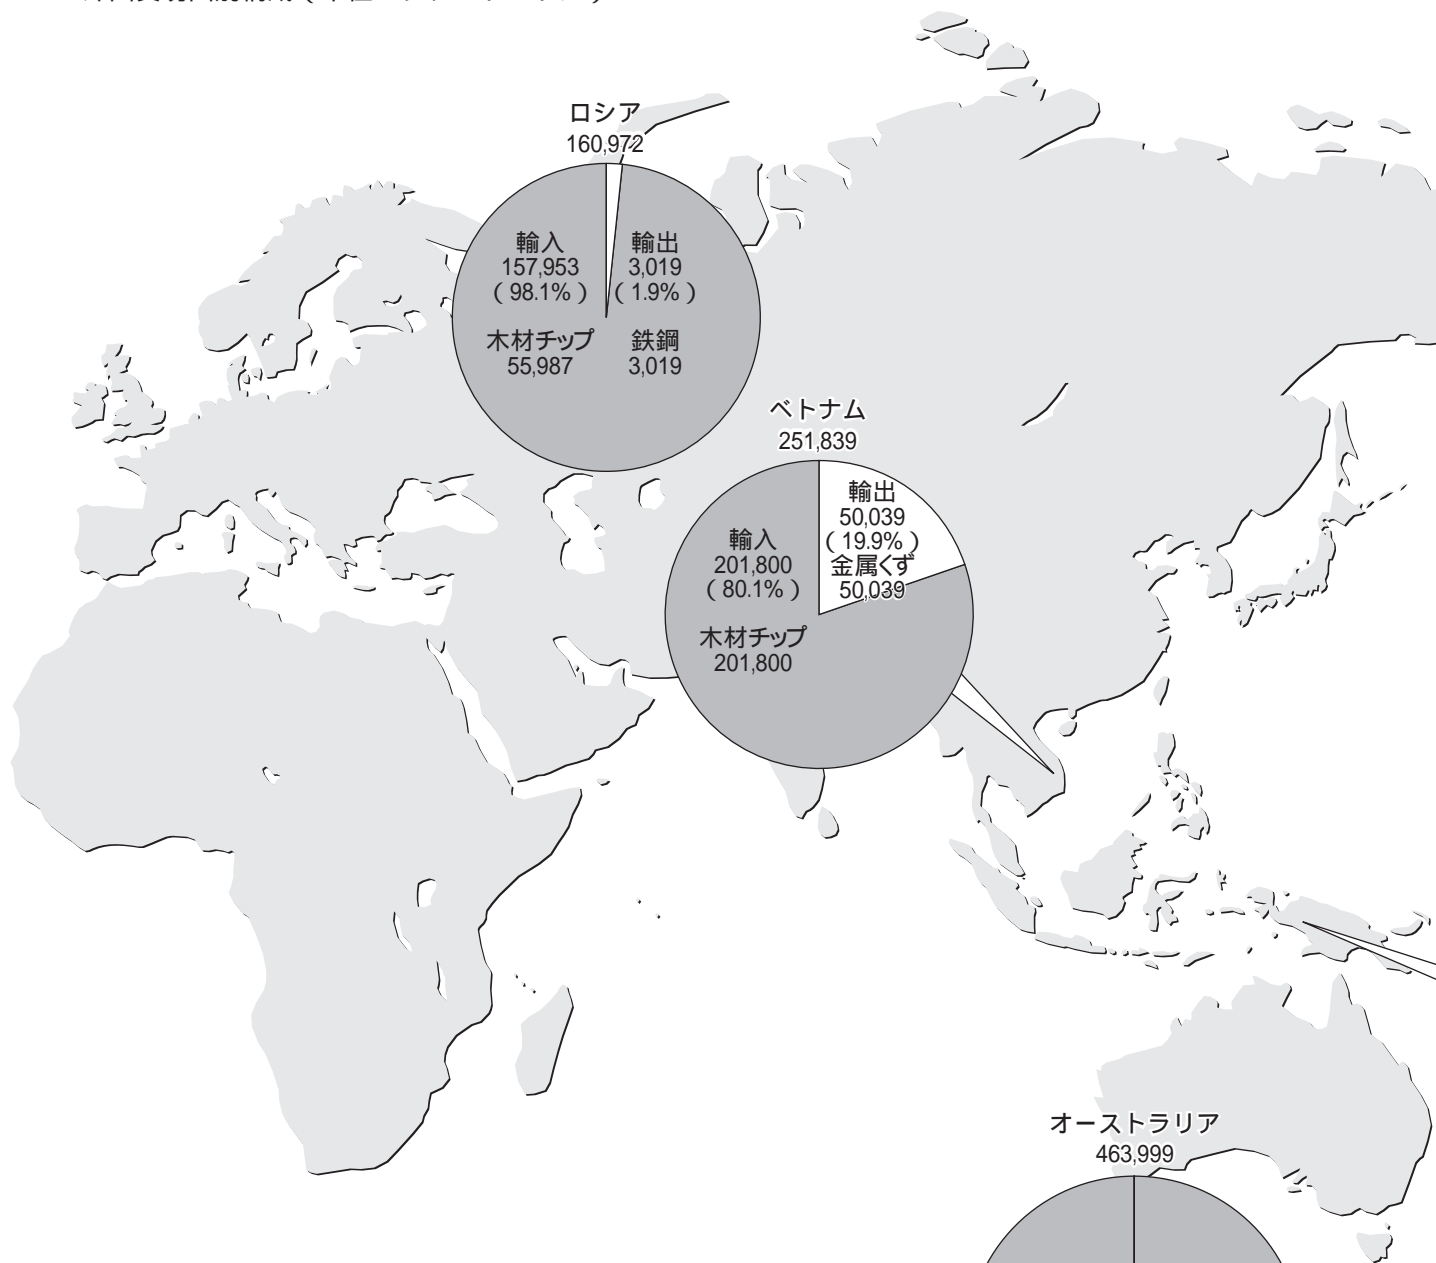 ロシア
160,972
輸入
157,953
( 98.1% )
木材チップ
55,987
輸出
3,019
( 1.9% )
鉄鋼
3,019
ベトナム
251,839
輸出
50,039
( 19.9% )
金属くず
50,039
輸入
201,800
( 80.1% )
木材チップ
201,800
オーストラリア
463,999